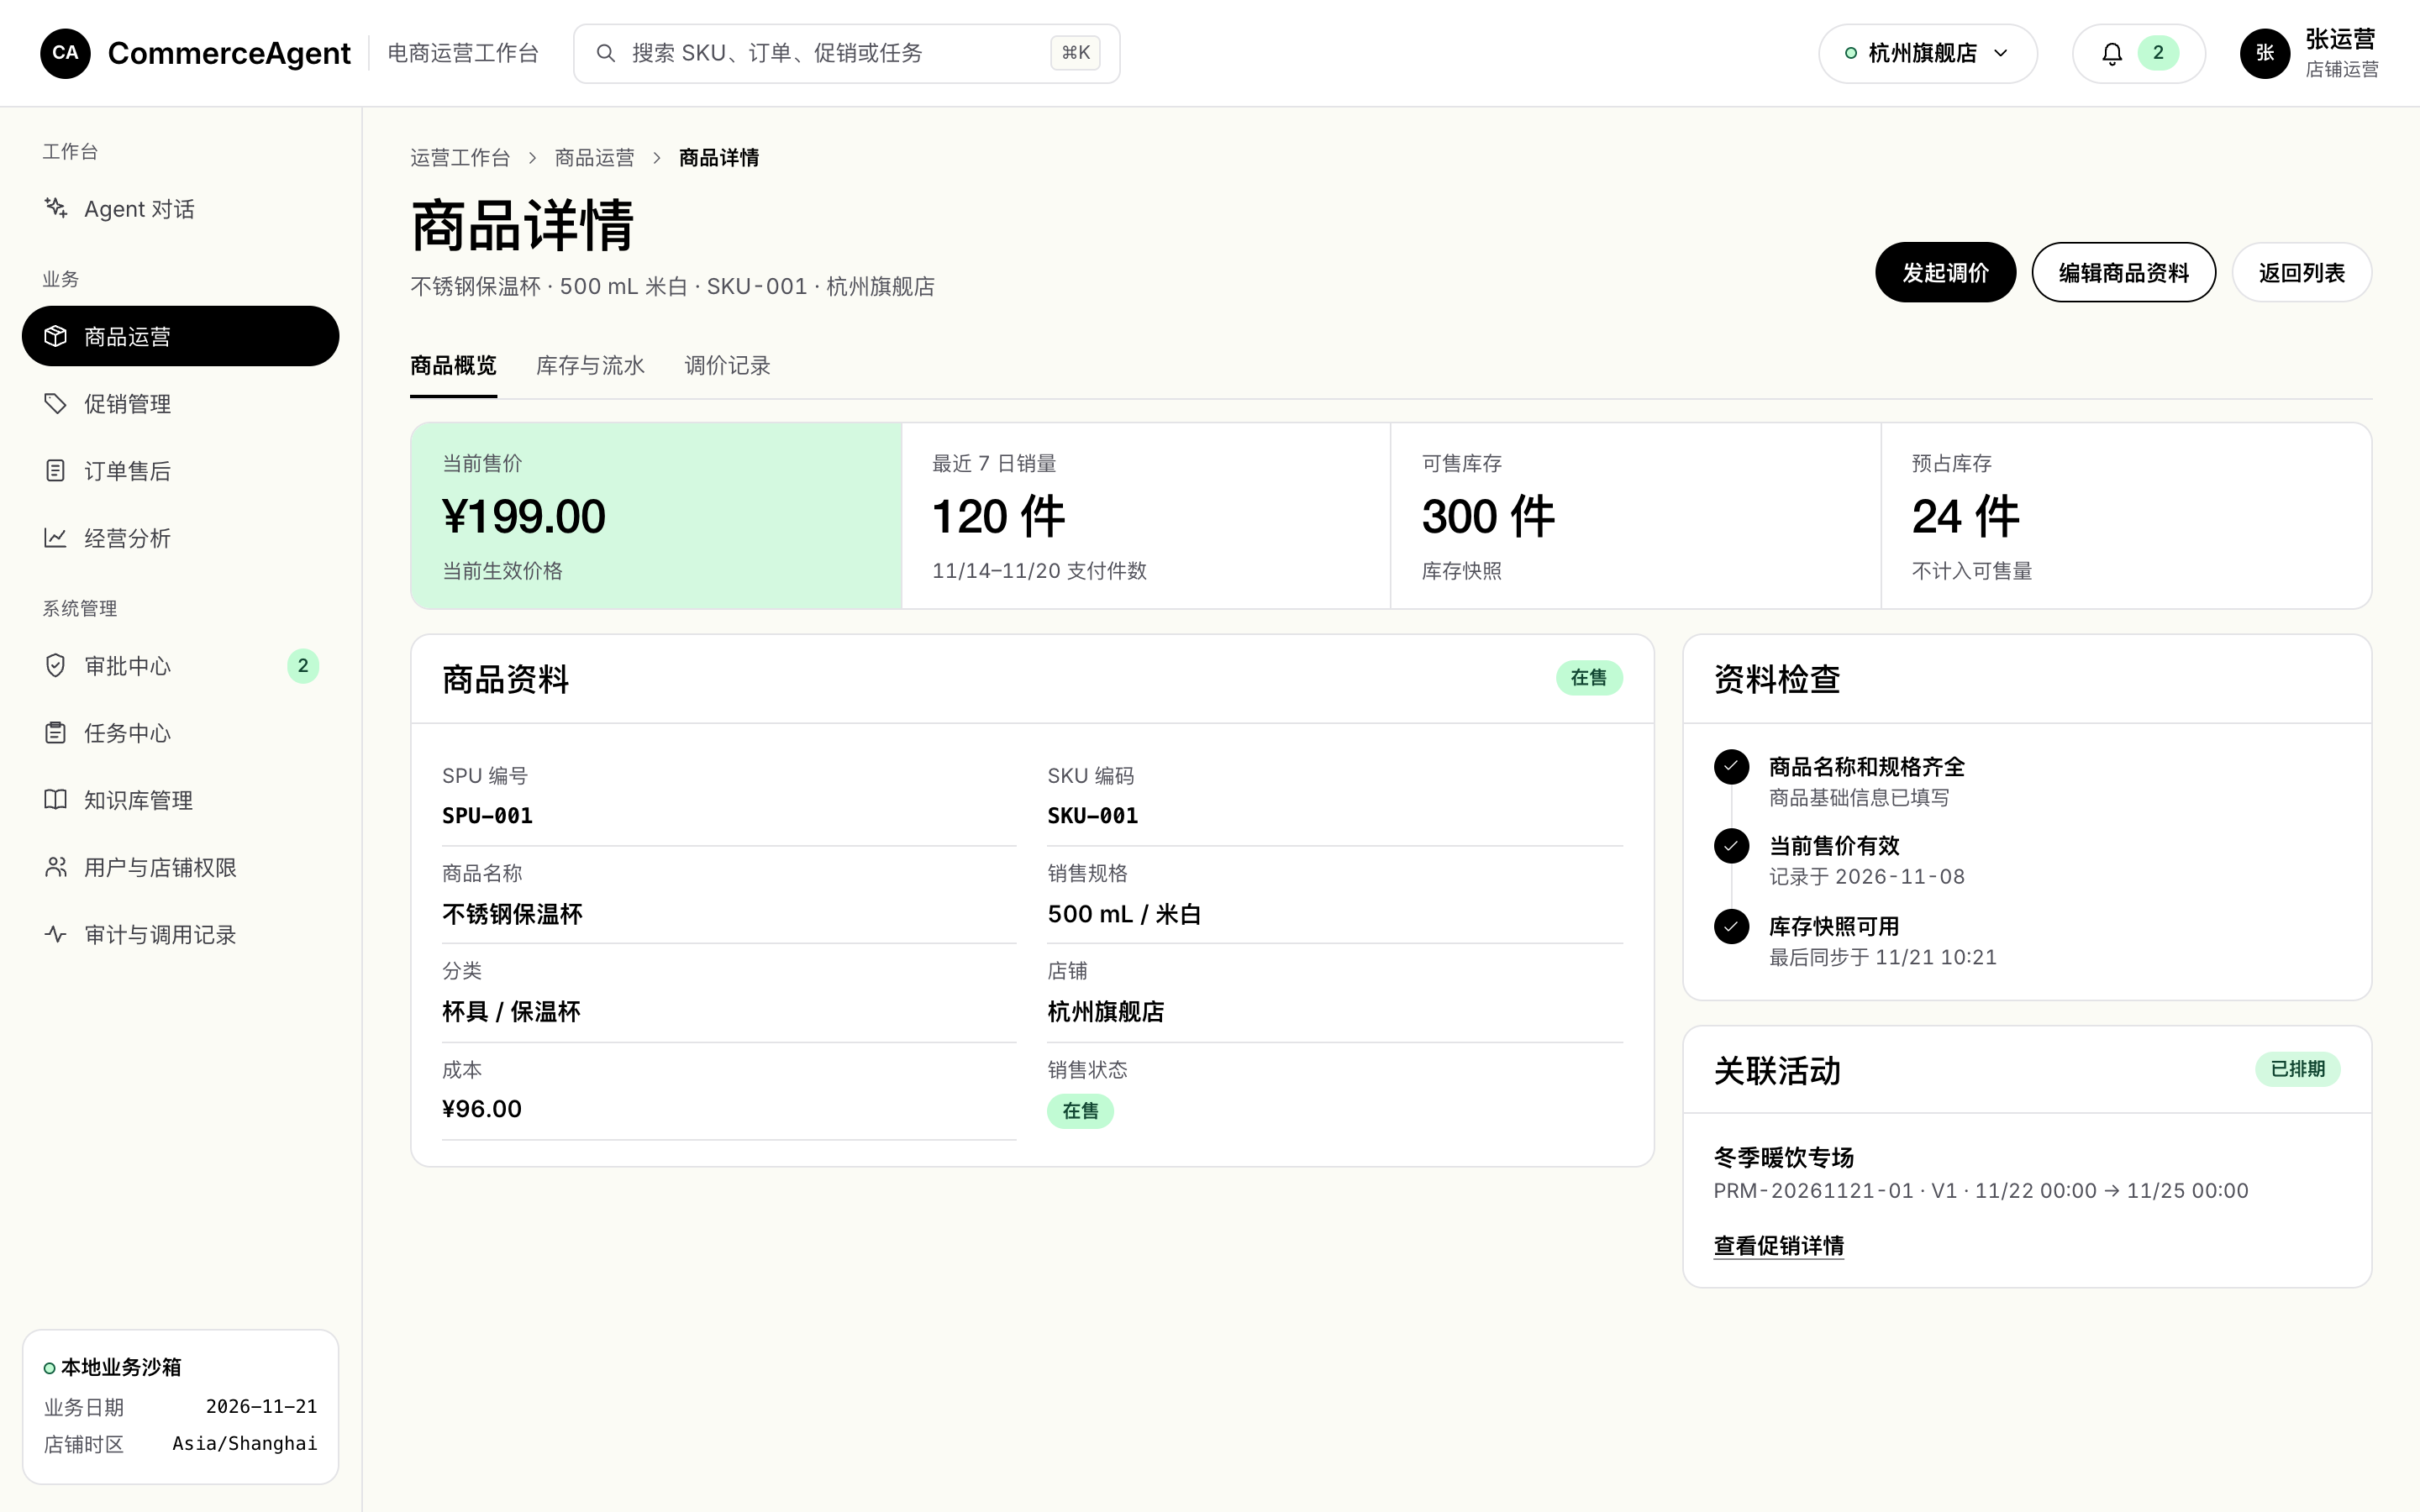 CA
CommerceAgent
电商运营工作台
搜索 SKU、订单、促销或任务
⌘K
杭州旗舰店
2
张
张运营
店铺运营
工作台
Agent 对话
业务
商品运营
促销管理
订单售后
经营分析
系统管理
审批中心
2
任务中心
知识库管理
用户与店铺权限
审计与调用记录
本地业务沙箱
业务日期 2026-11-21
店铺时区 Asia/Shanghai
运营工作台 > 商品运营 > 商品详情
商品详情
不锈钢保温杯 · 500 mL 米白 · SKU-001 · 杭州旗舰店
发起调价
编辑商品资料
返回列表
商品概览
库存与流水
调价记录
当前售价
¥199.00
当前生效价格
最近 7 日销量
120 件
11/14–11/20 支付件数
可售库存
300 件
库存快照
预占库存
24 件
不计入可售量
商品资料
在售
SPU 编号
SPU-001
SKU 编码
SKU-001
商品名称
不锈钢保温杯
销售规格
500 mL / 米白
分类
杯具 / 保温杯
店铺
杭州旗舰店
成本
¥96.00
销售状态
在售
资料检查
商品名称和规格齐全
商品基础信息已填写
当前售价有效
记录于 2026-11-08
库存快照可用
最后同步于 11/21 10:21
关联活动
已排期
冬季暖饮专场
PRM-20261121-01 · V1 · 11/22 00:00 → 11/25 00:00
查看促销详情